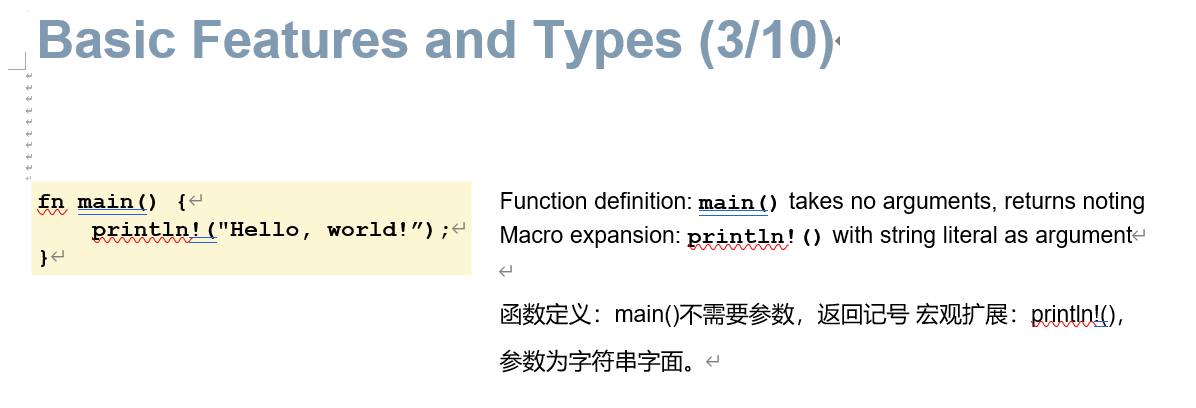 Basic Features and Types (3/10)
fn main() {
println!("Hello, world!”);
}
Function definition: main() takes no arguments, returns noting
Macro expansion: println!() with string literal as argument
函数定义：main()不需要参数，返回记号 宏观扩展：println!()，
参数为字符串字面。